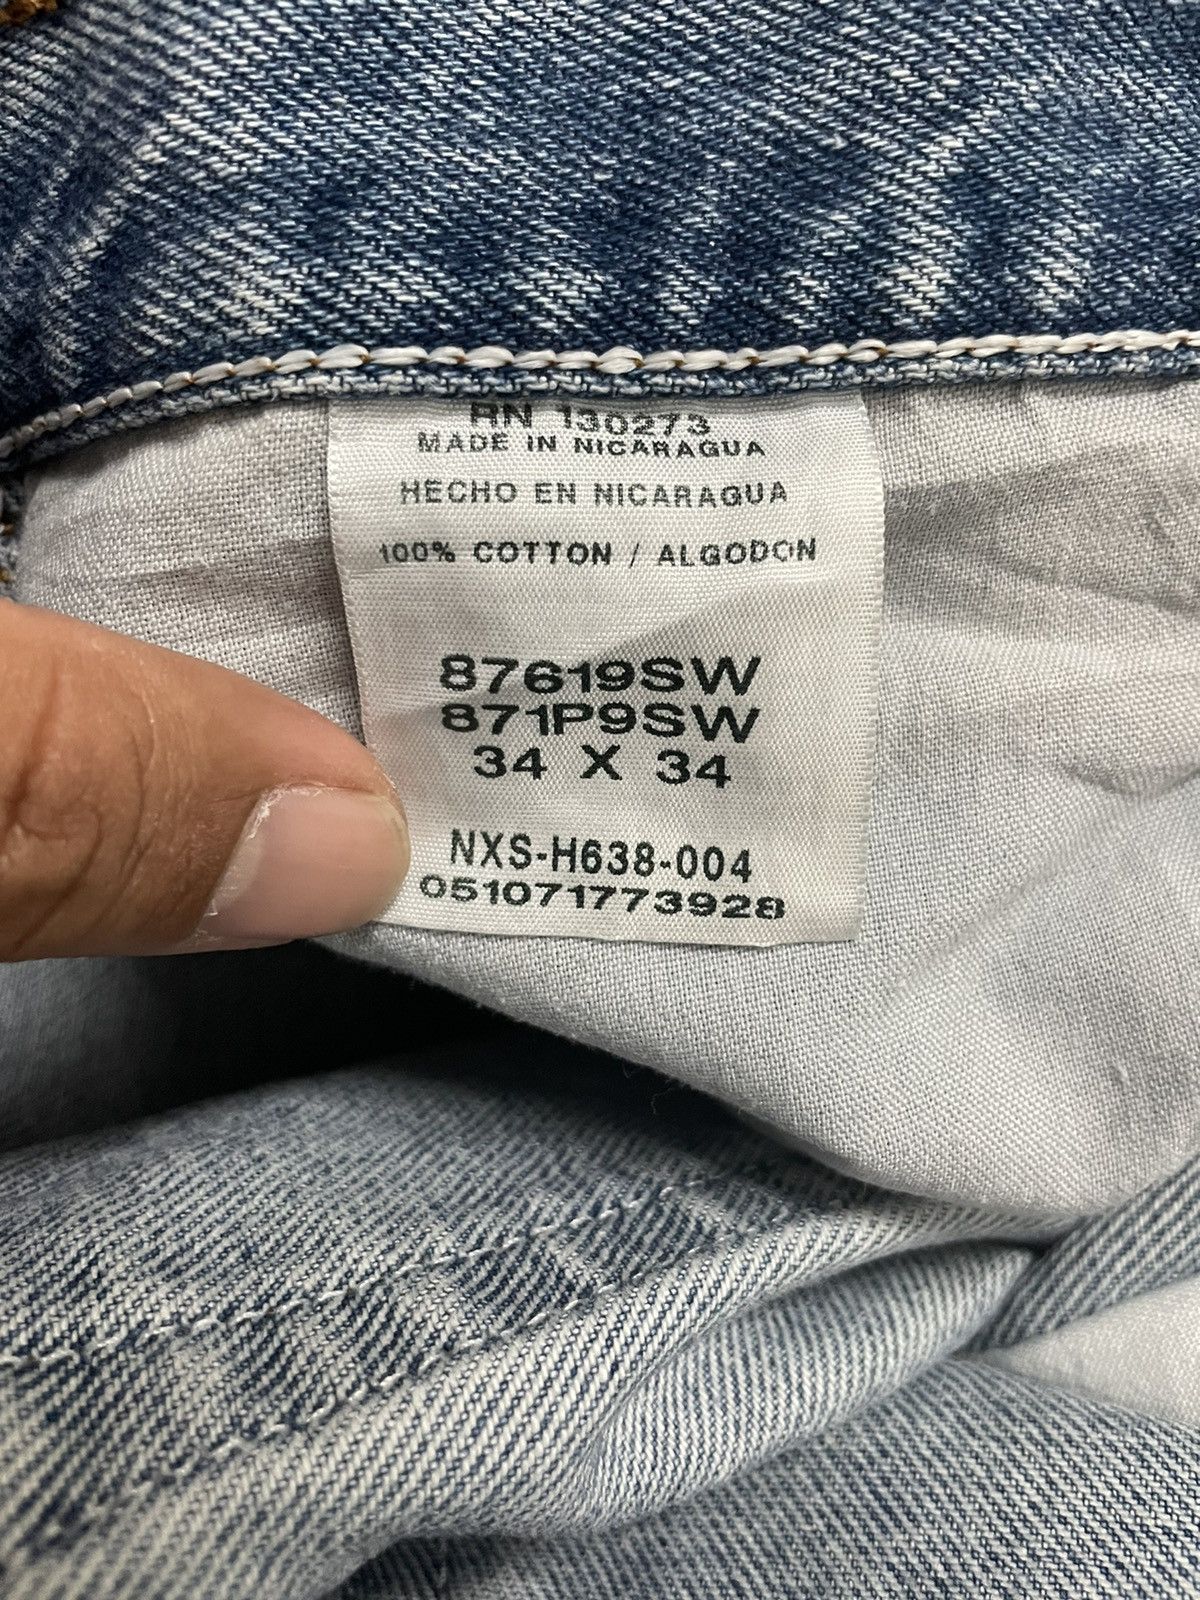 RN 130273
MADE IN NICARAGUA
HECHO EN NICARAGUA
100% COTTON / ALGODON
87619SW
871P9SW
34 X 34
NXS-H638-004
051071773928